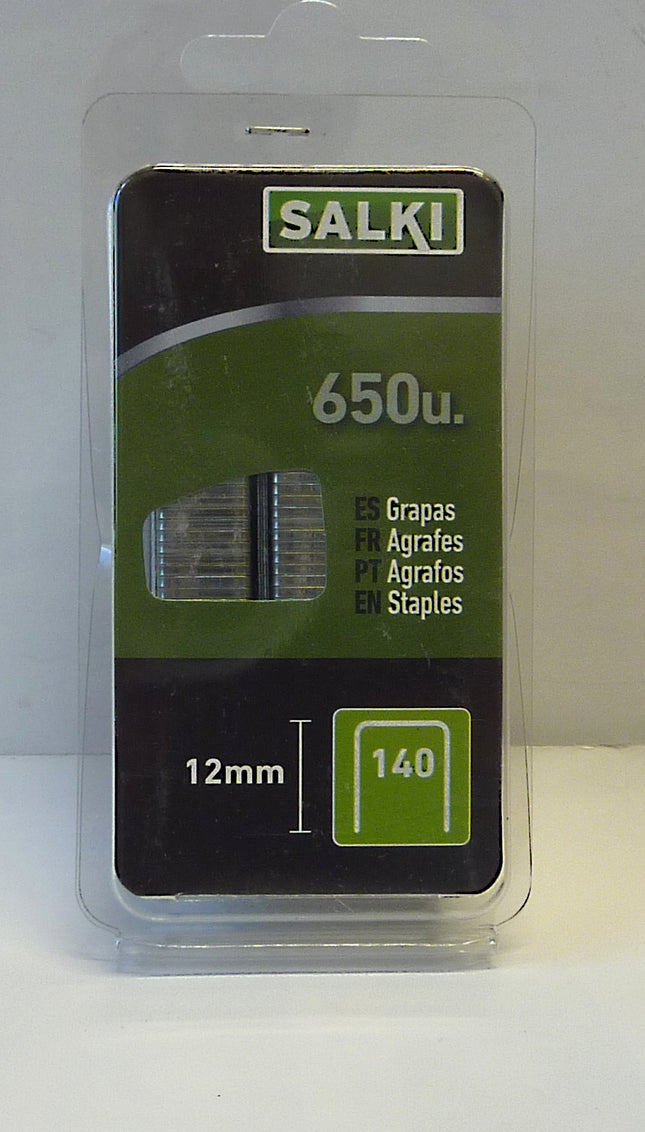 SALKI
650u.
ES Grapas
FR Agrafes
PT Agrafos
EN Staples
12mm
140